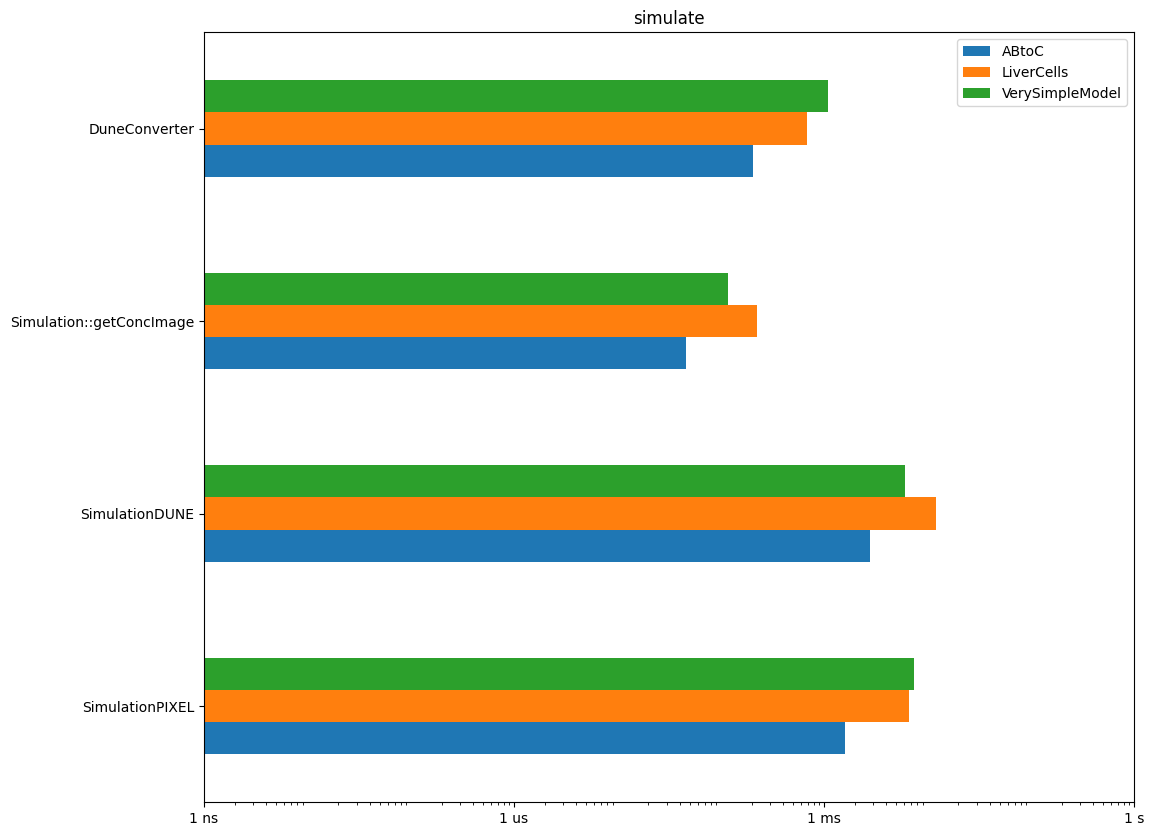 simulate
ABtoC
LiverCells
VerySimpleModel
DuneConverter
Simulation::getConcImage
SimulationDUNE
SimulationPIXEL
1 ns
1 us
1 ms
1 s